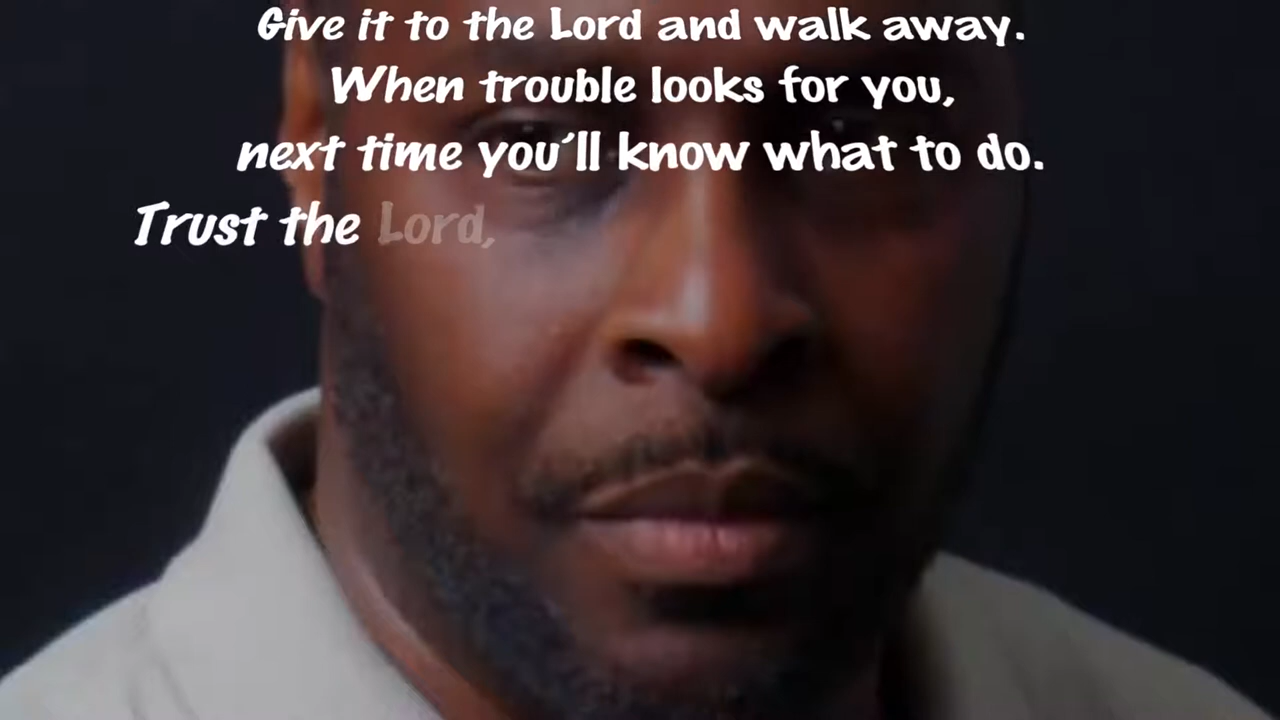 Give it to the Lord and walk away.
When trouble looks for you,
next time you´ll know what to do.
Trust the Lord,